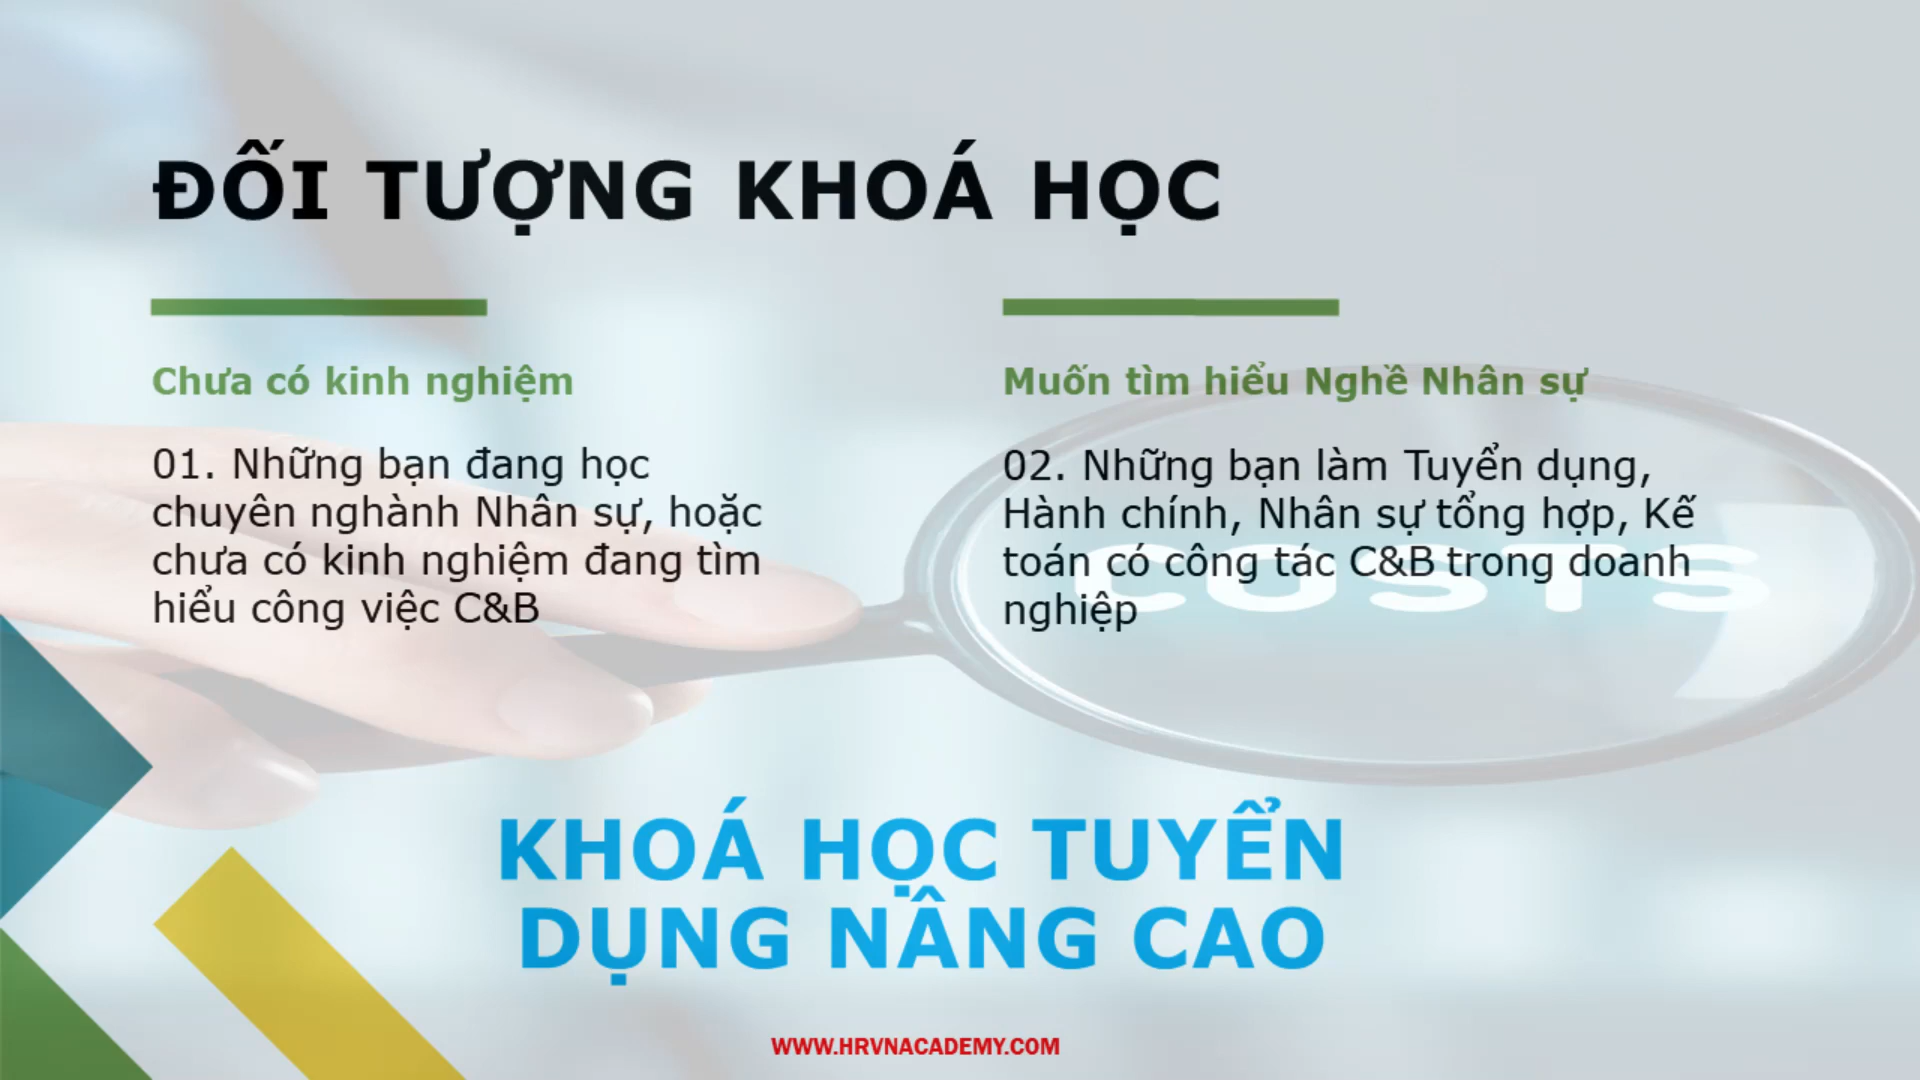 ĐỐI TƯỢNG KHOÁ HỌC
Chưa có kinh nghiệm
01. Những bạn đang học
chuyên nghành Nhân sự, hoặc
chưa có kinh nghiệm đang tìm
hiểu công việc C&B
Muốn tìm hiểu Nghề Nhân sự
02. Những bạn làm Tuyển dụng,
Hành chính, Nhân sự tổng hợp, Kế
toán có công tác C&B trong doanh
nghiệp
COSTS
KHOÁ HỌC TUYỂN
DỤNG NÂNG CAO
WWW.HRVNACADEMY.COM